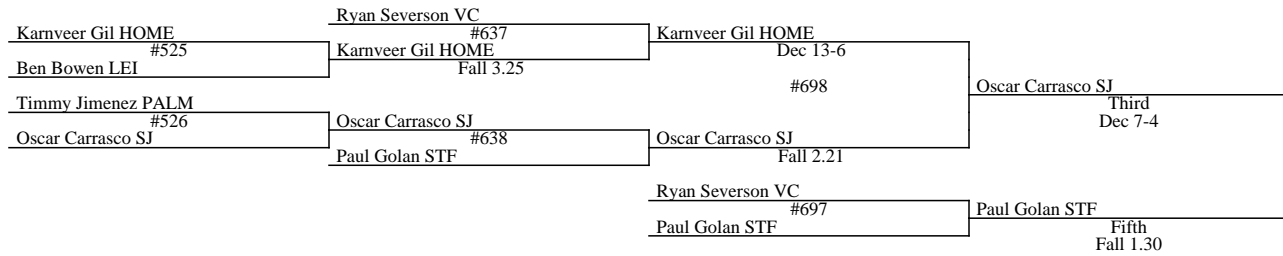 Ryan Severson VC
Karnveer Gil HOME
#637
Karnveer Gil HOME
#525
Karnveer Gil HOME
Dec 13-6
Ben Bowen LEI
Fall 3.25
#698
Oscar Carrasco SJ
Timmy Jimenez PALM
Third
#526
Oscar Carrasco SJ
Dec 7-4
Oscar Carrasco SJ
#638
Oscar Carrasco SJ
Paul Golan STF
Fall 2.21
Ryan Severson VC
#697
Paul Golan STF
Paul Golan STF
Fifth
Fall 1.30